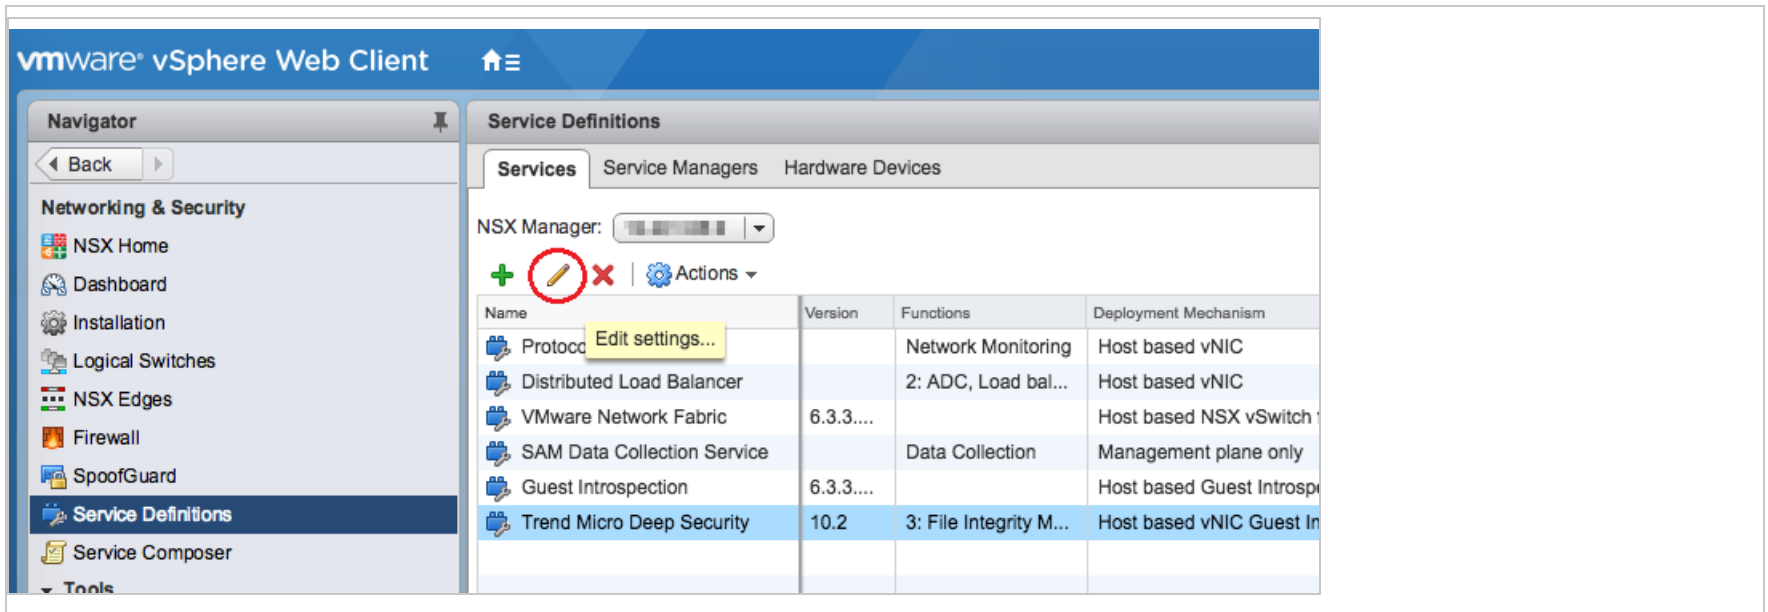 vmware® vSphere Web Client
Navigator
Back
Networking & Security
NSX Home
Dashboard
Installation
Logical Switches
NSX Edges
Firewall
SpoofGuard
Service Definitions
Service Composer
Tools
Service Definitions
Services Service Managers Hardware Devices
NSX Manager:
Actions
Name Version Functions Deployment Mechanism
Edit settings...
Network Monitoring Host based vNIC
Distributed Load Balancer 2: ADC, Load bal... Host based vNIC
VMware Network Fabric 6.3.3.... Host based NSX vSwitch
SAM Data Collection Service Data Collection Management plane only
Guest Introspection 6.3.3.... Host based Guest Introsp
Trend Micro Deep Security 10.2 3: File Integrity M... Host based vNIC Guest In